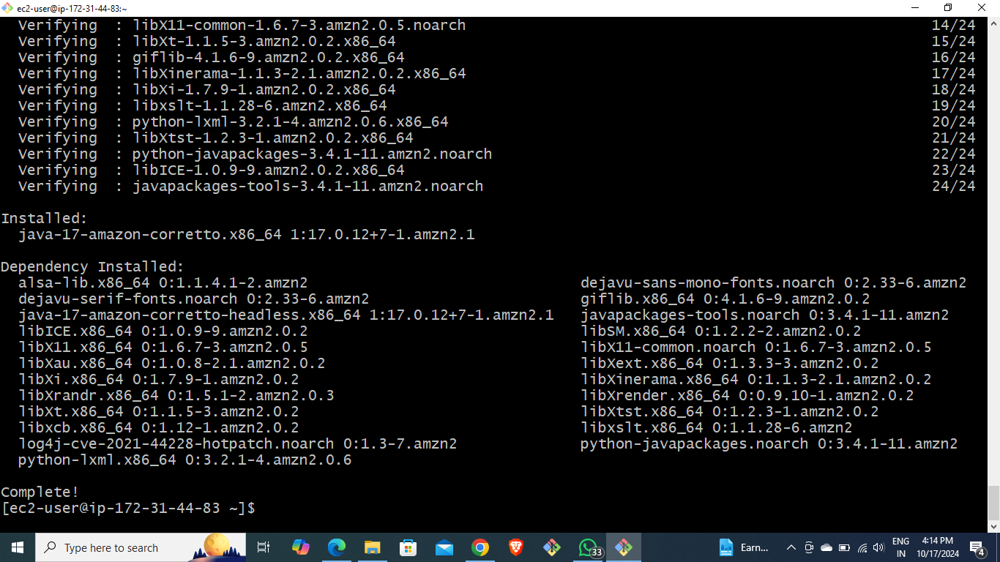 ec2-user@ip-172-31-44-83:~
Verifying : libX11-common-1.6.7-3.amzn2.0.5.noarch 14/24
Verifying : libXt-1.1.5-3.amzn2.0.2.x86_64 15/24
Verifying : giflib-4.1.6-9.amzn2.0.2.x86_64 16/24
Verifying : libXinerama-1.1.3-2.1.amzn2.0.2.x86_64 17/24
Verifying : libXi-1.7.9-1.amzn2.0.2.x86_64 18/24
Verifying : libxslt-1.1.28-6.amzn2.x86_64 19/24
Verifying : python-lxml-3.2.1-4.amzn2.0.6.x86_64 20/24
Verifying : libXtst-1.2.3-1.amzn2.0.2.x86_64 21/24
Verifying : python-javapackages-3.4.1-11.amzn2.noarch 22/24
Verifying : libICE-1.0.9-9.amzn2.0.2.x86_64 23/24
Verifying : javapackages-tools-3.4.1-11.amzn2.noarch 24/24
Installed:
java-17-amazon-corretto.x86_64 1:17.0.12+7-1.amzn2.1
Dependency Installed:
alsa-lib.x86_64 0:1.1.4.1-2.amzn2 dejavu-sans-mono-fonts.noarch 0:2.33-6.amzn2
dejavu-serif-fonts.noarch 0:2.33-6.amzn2 giflib.x86_64 0:4.1.6-9.amzn2.0.2
java-17-amazon-corretto-headless.x86_64 1:17.0.12+7-1.amzn2.1 javapackages-tools.noarch 0:3.4.1-11.amzn2
libICE.x86_64 0:1.0.9-9.amzn2.0.2 libSM.x86_64 0:1.2.2-2.amzn2.0.2
libX11.x86_64 0:1.6.7-3.amzn2.0.5 libX11-common.noarch 0:1.6.7-3.amzn2.0.5
libXau.x86_64 0:1.0.8-2.1.amzn2.0.2 libXext.x86_64 0:1.3.3-3.amzn2.0.2
libXi.x86_64 0:1.7.9-1.amzn2.0.2 libXinerama.x86_64 0:1.1.3-2.1.amzn2.0.2
libXrandr.x86_64 0:1.5.1-2.amzn2.0.3 libXrender.x86_64 0:0.9.10-1.amzn2.0.2
libXt.x86_64 0:1.1.5-3.amzn2.0.2 libXtst.x86_64 0:1.2.3-1.amzn2.0.2
libxcb.x86_64 0:1.12-1.amzn2.0.2 libxslt.x86_64 0:1.1.28-6.amzn2
log4j-cve-2021-44228-hotpatch.noarch 0:1.3-7.amzn2 python-javapackages.noarch 0:3.4.1-11.amzn2
python-lxml.x86_64 0:3.2.1-4.amzn2.0.6
Complete!
[ec2-user@ip-172-31-44-83 ~]$
Type here to search 33 Earn... ENG 4:14 PM
IN 10/17/2024 4